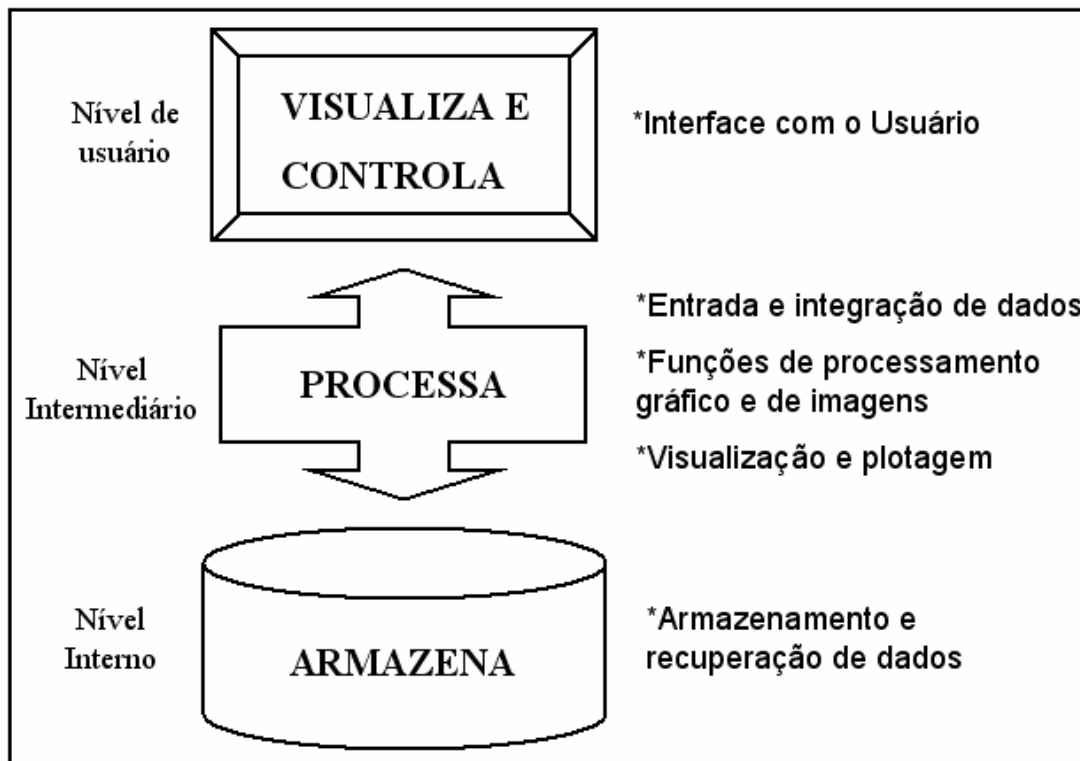 Nível de
usuário
VISUALIZA E
CONTROLA
*Interface com o Usuário
Nível
Intermediário
PROCESSA
*Entrada e integração de dados
*Funções de processamento
gráfico e de imagens
*Visualização e plotagem
Nível
Interno
ARMAZENA
*Armazenamento e
recuperação de dados